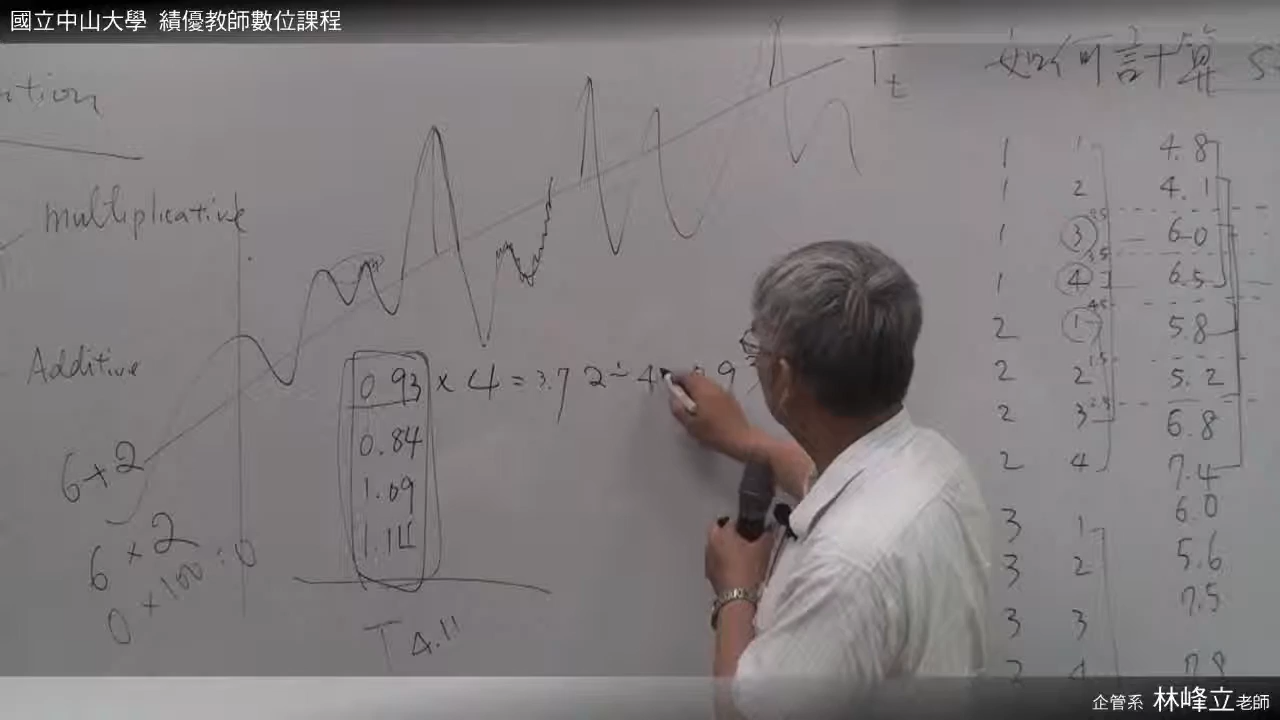 國立中山大學 績優教師數位課程
Tt
如何計算 S
multiplicative
Additive
6+2
6×2
0×100=0
0.93 × 4 = 3.72 ÷ 4
0.84
1.09
1.14
T 4.11
1 1 4.8
1 2 4.1
1 3 6.0
1 4 6.5
2 1 5.8
2 2 5.2
2 3 6.8
2 4 7.4
3 1 6.0
3 2 5.6
3 3 7.5
企管系 林峰立老師